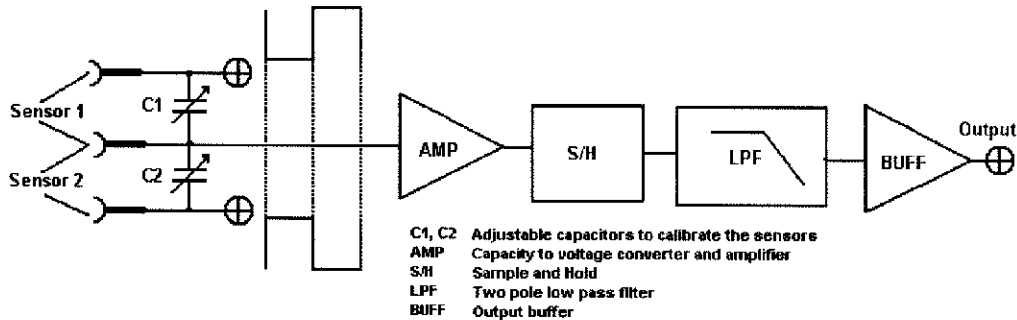 Sensor 1
C1
Sensor 2
C2
AMP
S/H
LPF
BUFF
Output
C1, C2 Adjustable capacitors to calibrate the sensors
AMP Capacity to voltage converter and amplifier
S/H Sample and Hold
LPF Two pole low pass filter
BUFF Output buffer